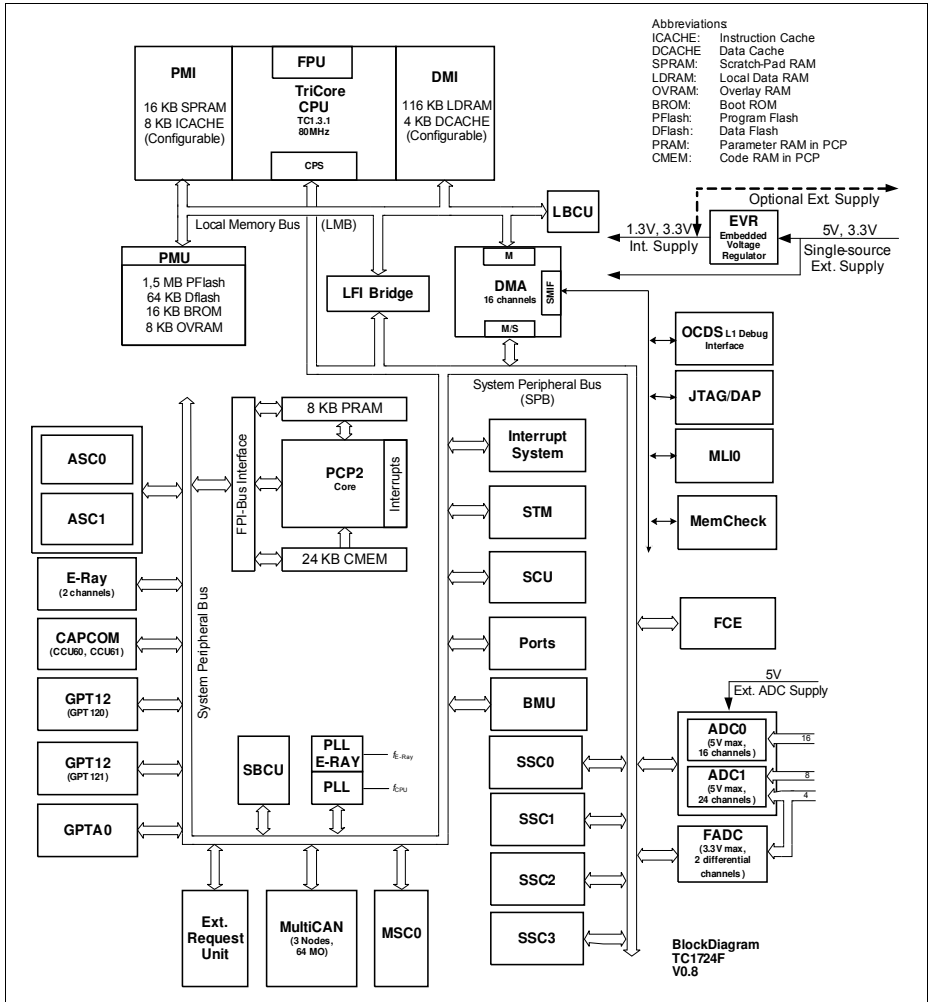 Abbreviations
ICACHE: Instruction Cache
DCACHE Data Cache
SPRAM: Scratch-Pad RAM
LDRAM: Local Data RAM
OVRAM: Overlay RAM
BROM: Boot ROM
PFlash: Program Flash
DFlash: Data Flash
PRAM: Parameter RAM in PCP
CMEM: Code RAM in PCP
PMI
16 KB SPRAM
8 KB ICACHE
(Configurable)
FPU
TriCore
CPU
TC1.3.1
80MHz
CPS
DMI
116 KB LDRAM
4 KB DCACHE
(Configurable)
Local Memory Bus (LMB)
LBCU
Optional Ext. Supply
EVR
Embedded
Voltage
Regulator
1.3V, 3.3V
Int. Supply
5V, 3.3V
Single-source
Ext. Supply
PMU
1,5 MB PFlash
64 KB Dflash
16 KB BROM
8 KB OVRAM
LFI Bridge
M
DMA
16 channels
SMIF
M/S
OCDS L1 Debug
Interface
JTAG/DAP
MLI0
MemCheck
System Peripheral Bus
(SPB)
FPI-Bus Interface
8 KB PRAM
PCP2
Core
Interrupts
24 KB CMEM
ASC0
ASC1
E-Ray
(2 channels)
CAPCOM
(CCU60, CCU61)
GPT12
(GPT120)
GPT12
(GPT121)
GPTA0
System Peripheral Bus
Interrupt
System
STM
SCU
Ports
BMU
SSC0
SSC1
SSC2
SSC3
FCE
5V
Ext. ADC Supply
ADC0
(5V max,
16 channels)
16
ADC1
(5V max,
24 channels)
8
4
FADC
(3.3V max,
2 differential
channels)
SBCU
PLL
E-RAY
fE-Ray
PLL
fCPU
Ext.
Request
Unit
MultiCAN
(3 Nodes,
64 MO)
MSC0
BlockDiagram
TC1724F
V0.8